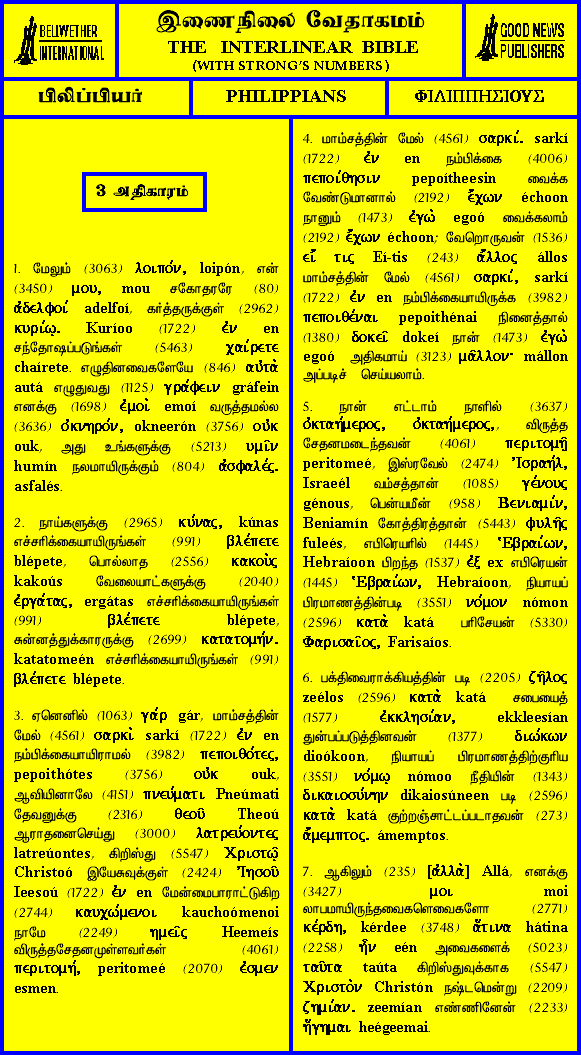 BELLWETHER
INTERNATIONAL
இணைநிலை வேதாகமம்
THE INTERLINEAR BIBLE
(WITH STRONG'S NUMBERS)
GOOD NEWS
PUBLISHERS
பிலிப்பியர்
PHILIPPIANS
ΦΙΛΙΠΠΗΣΙΟΥΣ
3 அதிகாரம்
1. மேலும் (3063) λοιπόν, loipón, என்
(3450) μου, mou சகோதரரே (80)
ἀδελφοί adelfoí, கர்த்தருக்குள் (2962)
κυρίῳ. Kuríoo (1722) ἐν en
சந்தோஷப்படுங்கள் (5463) χαίρετε
chaírete. எழுதினவைகளேயே (846) αὐτὰ
autá எழுதுவது (1125) γράφειν gráfein
எனக்கு (1698) ἐμοὶ emoí வருத்தமல்ல
(3636) ὀκνηρόν, okneerón (3756) οὐκ
ouk, அது உங்களுக்கு (5213) υμῖν
humín நலமாயிருக்கும் (804) ἀσφαλές.
asfalés.
2. நாய்களுக்கு (2965) κύνας, kúnas
எச்சரிக்கையாயிருங்கள் (991) βλέπετε
blépete, பொல்லாத (2556) κακοὺς
kakoús வேலையாட்களுக்கு (2040)
ἐργάτας, ergátas எச்சரிக்கையாயிருங்கள்
(991) βλέπετε blépete,
சுன்னத்துக்காரருக்கு (2699) κατατομήν.
katatomeén எச்சரிக்கையாயிருங்கள் (991)
βλέπετε blépete.
3. ஏனெனில் (1063) γάρ gár, மாம்சத்தின்
மேல் (4561) σαρκὶ sarkí (1722) ἐν en
நம்பிக்கையாயிராமல் (3982) πεποιθότες,
pepoithótes (3756) οὐκ ouk,
ஆவியினாலே (4151) πνεύματι Pneúmati
தேவனுக்கு (2316) θεοῦ Theoú
ஆராதனைசெய்து (3000) λατρεύοντες
latreúontes, கிறிஸ்து (5547) Χριστῷ
Christoó இயேசுவுக்குள் (2424) Ἰησοῦ
Ieesoú (1722) ἐν en மேன்மைபாராட்டுகிற
(2744) καυχώμενοι kauchoómenoi
நாமே (2249) ημεῖς Heemeís
விருத்தசேதனமுள்ளவர்கள் (4061)
περιτομή, peritomeé (2070) ἐσμεν
esmen.
4. மாம்சத்தின் மேல் (4561) σαρκί. sarkí
(1722) ἐν en நம்பிக்கை (4006)
πεποίθησιν pepoítheesin வைக்க
வேண்டுமானால் (2192) ἔχων échoon
நானும் (1473) ἐγὼ egoó வைக்கலாம்
(2192) ἔχων échoon; வேறொருவன் (1536)
εἴ τις Eí-tis (243) ἄλλος állos
மாம்சத்தின் மேல் (4561) σαρκί, sarkí
(1722) ἐν en நம்பிக்கையாயிருக்க (3982)
πεποιθέναι pepoithénai நினைத்தால்
(1380) δοκεῖ dokeí நான் (1473) ἐγὼ
egoó அதிகமாய் (3123) μᾶλλον· mállon
அப்படிச் செய்யலாம்.
5. நான் எட்டாம் நாளில் (3637)
ὀκταήμερος, ὀκταήμερος,, விருத்த
சேதனமடைந்தவன் (4061) περιτομῇ
peritomeé, இஸ்ரவேல் (2474) Ἰσραήλ,
Israeél வம்சத்தான் (1085) γένους
génous, பென்யமீன் (958) Βενιαμίν,
Beniamín கோத்திரத்தான் (5443) φυλῆς
fuleés, எபிரெயரில் (1445) Ἑβραίων,
Hebraíoon பிறந்த (1537) ἐξ ex எபிரெயன்
(1445) Ἑβραίων, Hebraíoon, நியாயப்
பிரமாணத்தின்படி (3551) νόμον nómon
(2596) κατὰ katá பரிசேயன் (5330)
Φαρισαῖος, Farisaíos.
6. பக்திவைராக்கியத்தின் படி (2205) ζῆλος
zeélos (2596) κατὰ katá சபையைத்
(1577) ἐκκλησίαν, ekkleesían
துன்பப்படுத்தினவன் (1377) διώκων
dioókoon, நியாயப் பிரமாணத்திற்குரிய
(3551) νόμῳ nómoo நீதியின் (1343)
δικαιοσύνην dikaiosúneen படி (2596)
κατὰ katá குற்றஞ்சாட்டப்படாதவன் (273)
ἄμεμπτος. ámemptos.
7. ஆகிலும் (235) [ἀλλὰ] Allá, எனக்கு
(3427) μοι moi
லாபமாயிருந்தவைகளெவைகளோ (2771)
κέρδη, kérdee (3748) ἅτινα hátina
(2258) ἦν eén அவைகளைக் (5023)
ταῦτα taúta கிறிஸ்துவுக்காக (5547)
Χριστὸν Christón நஷ்டமென்று (2209)
ζημίαν. zeemían எண்ணினேன் (2233)
ἥγημαι heégeemai.